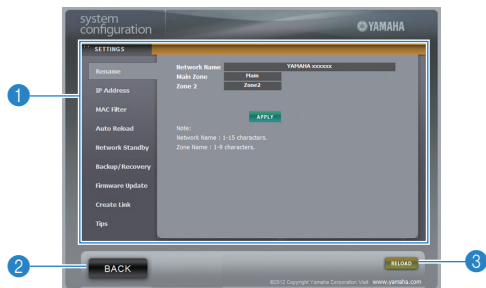 system
configuration
YAMAHA
SETTINGS
Rename
IP Address
MAC Filter
Auto Reload
Network Standby
Backup/Recovery
Firmware Update
Create Link
Tips
Network Name YAMAHA xxxxxx
Main Zone Main
Zone 2 Zone2
APPLY
Note:
Network Name : 1-15 characters.
Zone Name : 1-9 characters.
1
2
BACK
RELOAD
3
©2012 Copyright Yamaha Corporation Visit www.yamaha.com